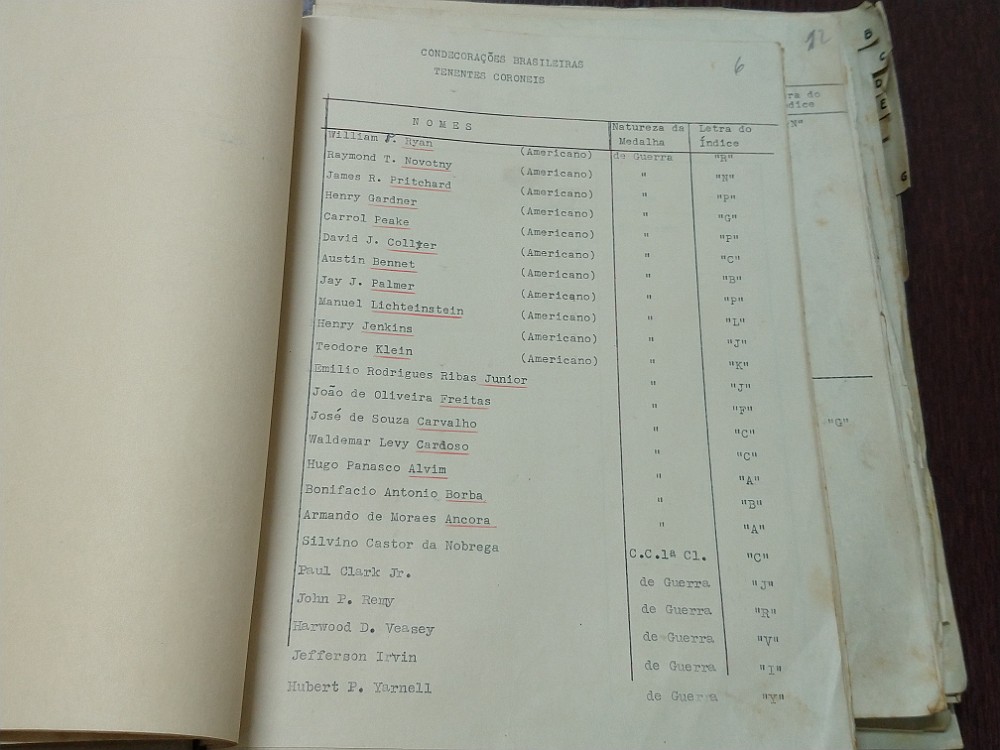 CONDECORAÇÕES BRASILEIRAS
TENENTES CORONEIS
6
12
NOMES Natureza da Medalha Letra do Índice
William P. Ryan (Americano) de Guerra "R"
Raymond T. Novotny (Americano) " "N"
James R. Pritchard (Americano) " "P"
Henry Gardner (Americano) " "G"
Carrol Peake (Americano) " "P"
David J. Collyer (Americano) " "C"
Austin Bennet (Americano) " "B"
Jay J. Palmer (Americano) " "P"
Manuel Lichteinstein (Americano) " "L"
Henry Jenkins (Americano) " "J"
Teodore Klein (Americano) " "K"
Emilio Rodrigues Ribas Junior " "J"
João de Oliveira Freitas " "F"
José de Souza Carvalho " "C"
Waldemar Levy Cardoso " "C"
Hugo Panasco Alvim " "A"
Bonifacio Antonio Borba " "B"
Armando de Moraes Ancora " "A"
Silvino Castor da Nobrega C.C.1ª Cl. "C"
Paul Clark Jr. de Guerra "J"
John P. Remy de Guerra "R"
Harwood D. Veasey de Guerra "V"
Jefferson Irvin de Guerra "I"
Hubert P. Yarnell de Guerra "Y"
ra do
dice
"N"
"G"
B
C
D
E
G